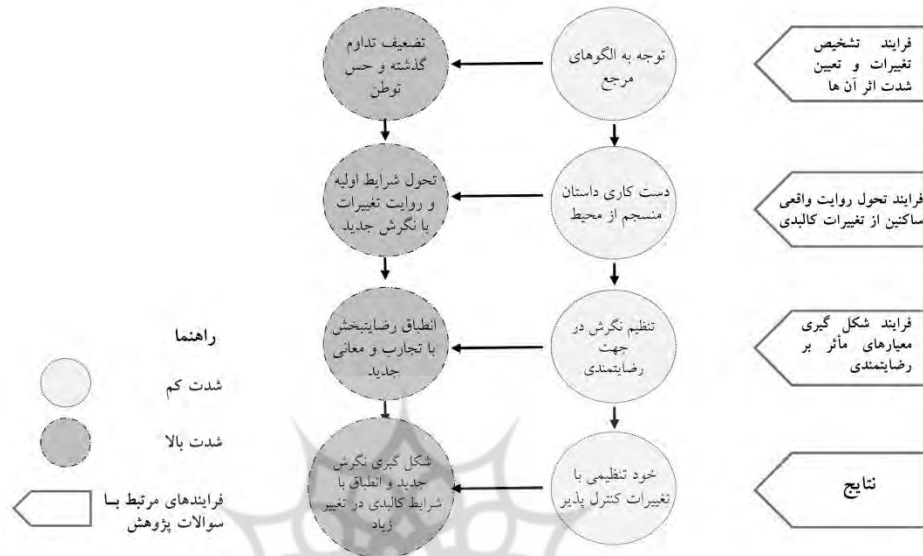 فرایند تشخیص
تغییرات و تعیین
شدت اثر آن ها
توجه به الگوهای
مرجع
تضعیف تداوم
گذشته و حس
توطن
فرایند تحول روایت واقعی
ساکنین از تغییرات کالبدی
دست کاری داستان
منسجم از محیط
تحول شرایط اولیه
و روایت تغییرات
با نگرش جدید
فرایند شکل گیری
معیارهای مأثر بر
رضایتمندی
تنظیم نگرش در
جهت
رضایتمندی
انطباق رضایتبخش
با تجارب و معانی
جدید
نتایج
خود تنظیمی با
تغییرات کنترل پذیر
شکل گیری نگرش
جدید و انطباق با
شرایط کالبدی در تغییر
زیاد
راهنما
شدت کم
شدت بالا
فرایندهای مرتبط با
سوالات پژوهش